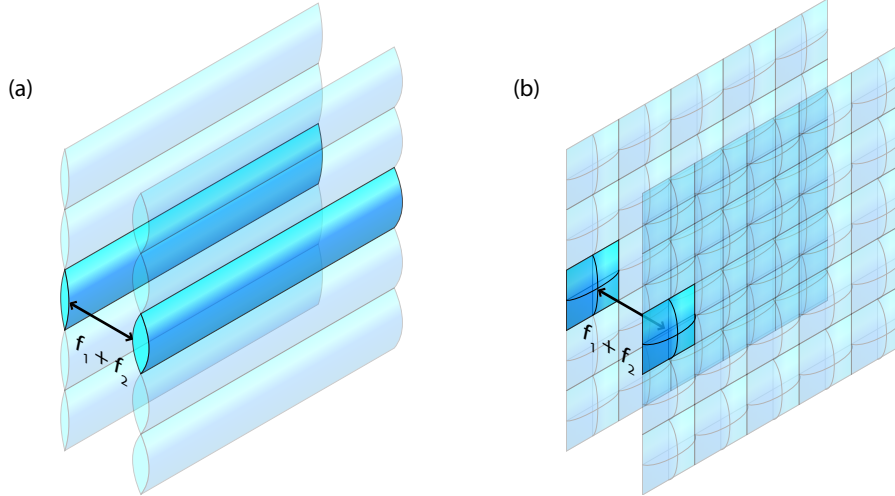 (a)
(b)
f₁ + f₂
f₁ + f₂